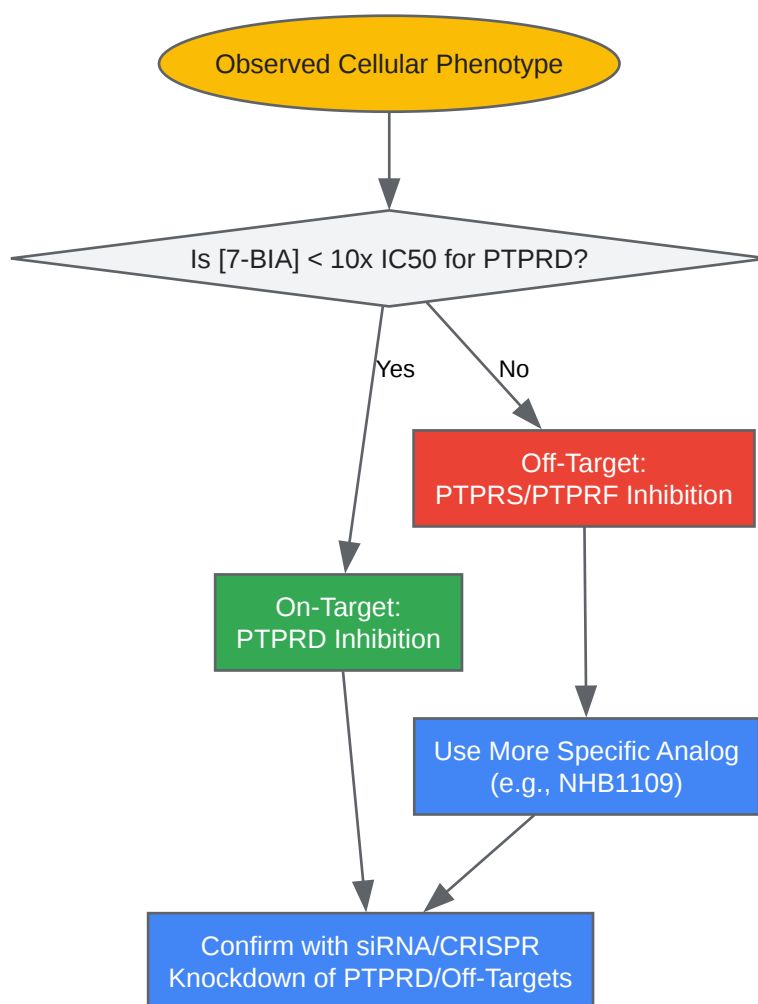 Observed Cellular Phenotype
Is [7-BIA] < 10x IC50 for PTPRD?
Yes
No
Off-Target:
PTPRS/PTPRF Inhibition
On-Target:
PTPRD Inhibition
Use More Specific Analog
(e.g., NHB1109)
Confirm with siRNA/CRISPR
Knockdown of PTPRD/Off-Targets